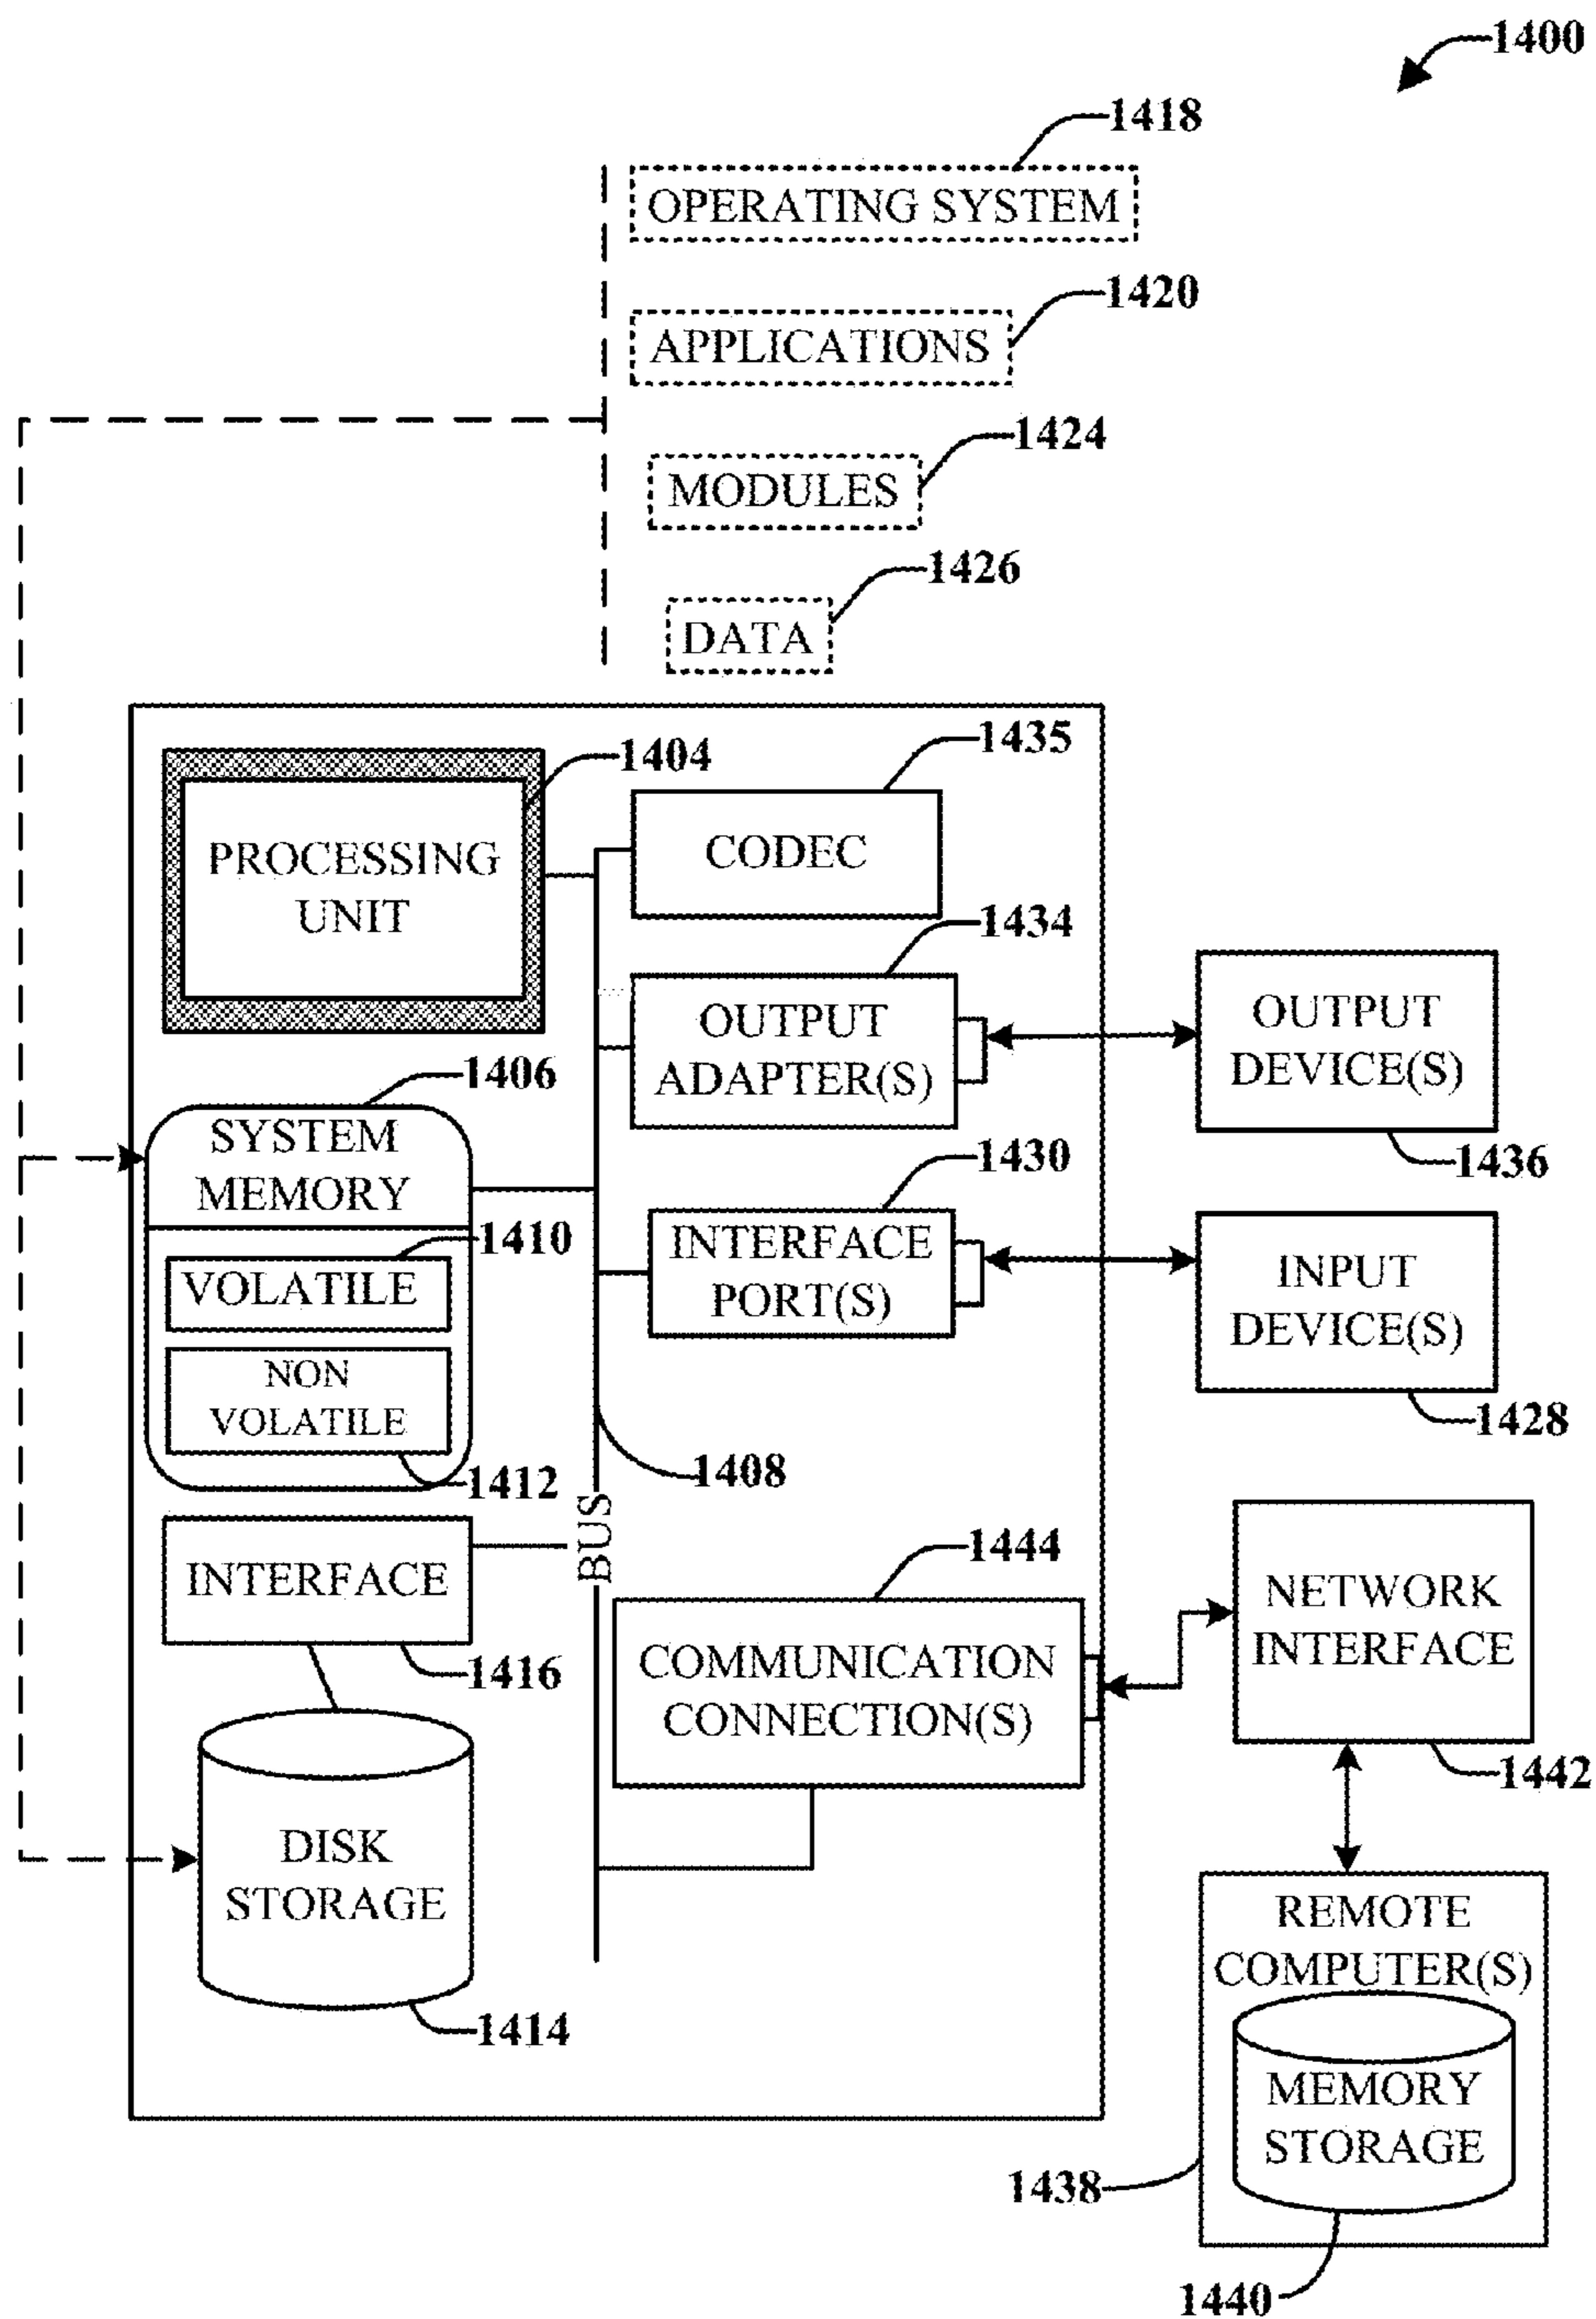 1400
1418
OPERATING SYSTEM
1420
APPLICATIONS
1424
MODULES
1426
DATA
1404
PROCESSING
UNIT
1435
CODEC
1434
OUTPUT
ADAPTER(S)
OUTPUT
DEVICE(S)
1436
1406
SYSTEM
MEMORY
1410
VOLATILE
NON
VOLATILE
1412
1430
INTERFACE
PORT(S)
INPUT
DEVICE(S)
1428
1408
BUS
INTERFACE
1416
1444
COMMUNICATION
CONNECTION(S)
NETWORK
INTERFACE
1442
DISK
STORAGE
1414
REMOTE
COMPUTER(S)
MEMORY
STORAGE
1438
1440